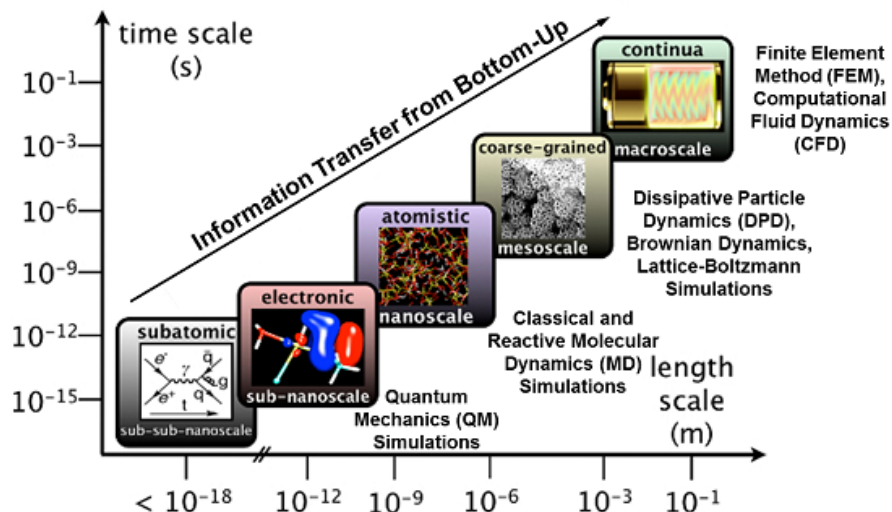 time scale
(s)
10⁻¹
10⁻³
10⁻⁶
10⁻⁹
10⁻¹²
10⁻¹⁵
Information Transfer from Bottom-Up
continua
macroscale
Finite Element
Method (FEM),
Computational
Fluid Dynamics
(CFD)
coarse-grained
mesoscale
Dissipative Particle
Dynamics (DPD),
Brownian Dynamics,
Lattice-Boltzmann
Simulations
atomistic
nanoscale
Classical and
Reactive Molecular
Dynamics (MD)
Simulations
electronic
sub-nanoscale
Quantum
Mechanics (QM)
Simulations
subatomic
e⁻ q̄
γ g
e⁺ q
t
sub-sub-nanoscale
length
scale
(m)
< 10⁻¹⁸ 10⁻¹² 10⁻⁹ 10⁻⁶ 10⁻³ 10⁻¹